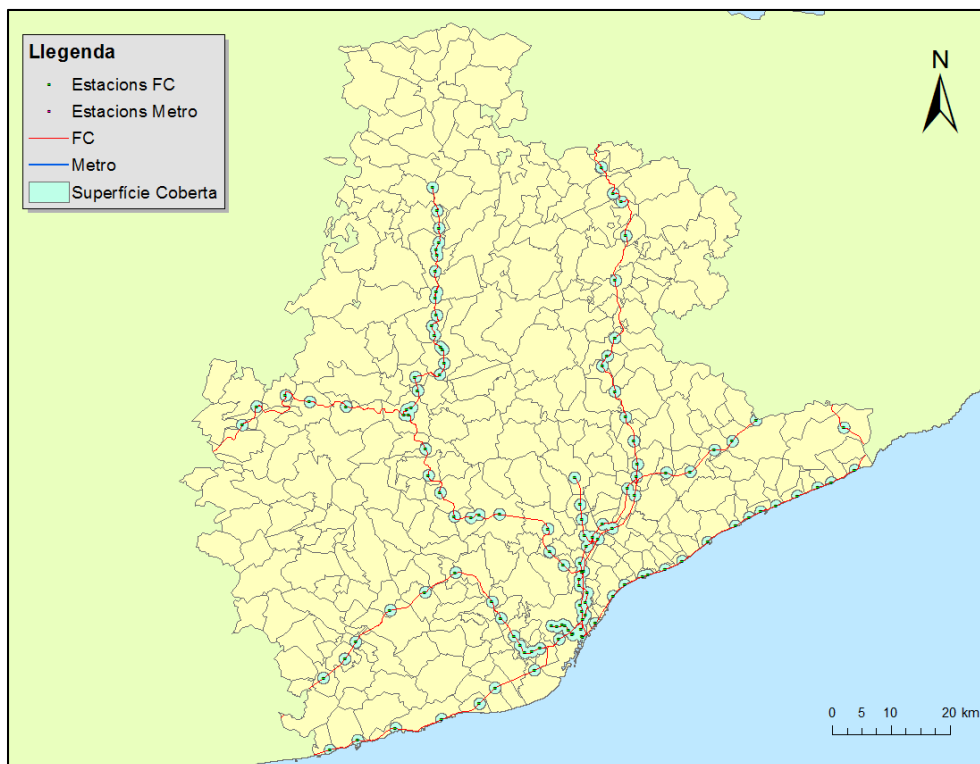 Llegenda
Estacions FC
Estacions Metro
FC
Metro
Superfície Coberta
N
0 5 10 20 km